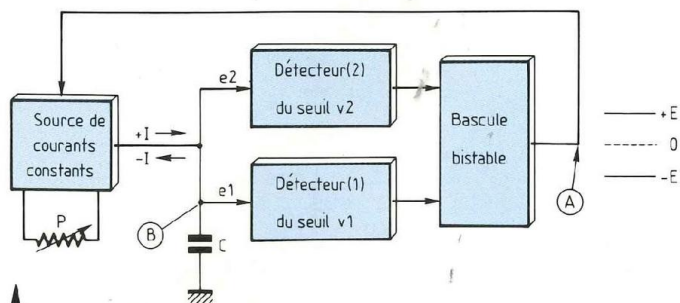 e2
Détecteur(2)
du seuil v2
Source de
courants
constants
+I
-I
Bascule
bistable
+E
0
-E
e1
Détecteur(1)
du seuil v1
A
P
B
C